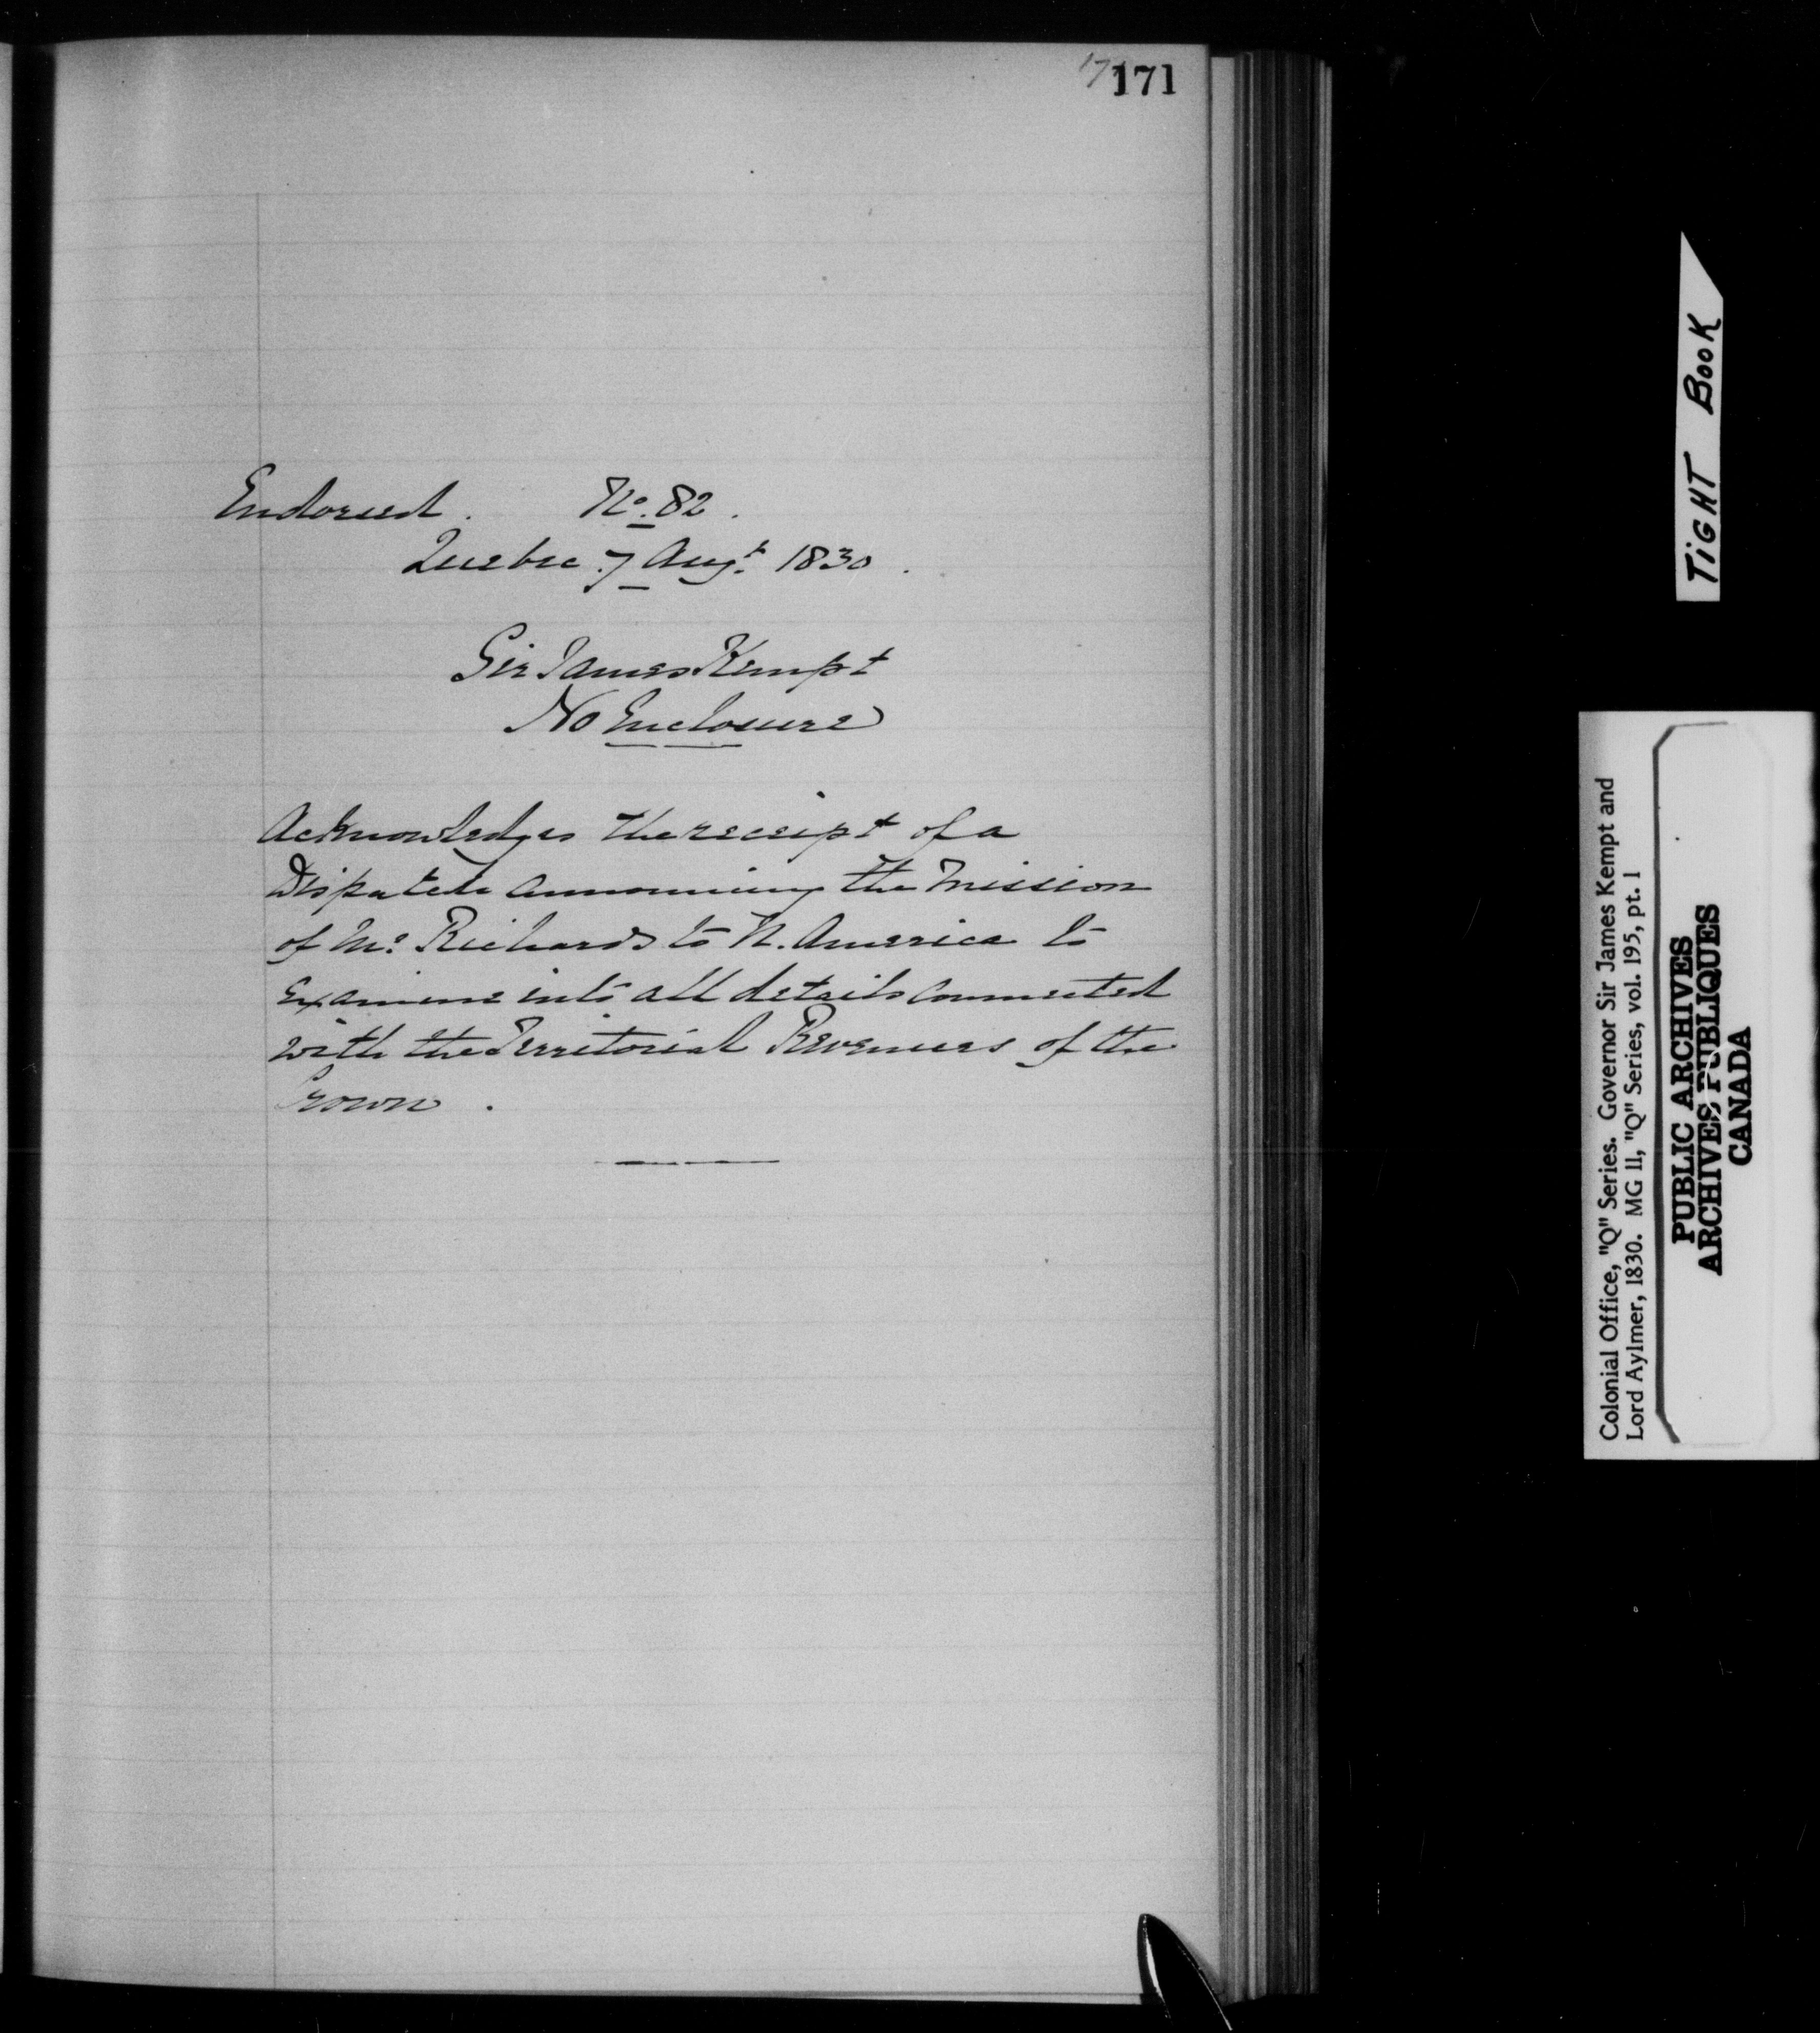 171
171
Endorsed. No. 82.
Quebec 7 Augt. 1830.
Sir James Kempt
No Enclosure
Acknowledges the receipt of a
Dispatch announcing the Mission
of Mr. Richards to N. America to
Examine into all details Connected
with the Territorial Revenues of the
Crown.
TiGHT BOOK
Colonial Office, "Q" Series. Governor Sir James Kempt and
Lord Aylmer, 1830. MG 11, "Q" Series, vol. 195, pt. 1
PUBLIC ARCHIVES
ARCHIVES PUBLIQUES
CANADA